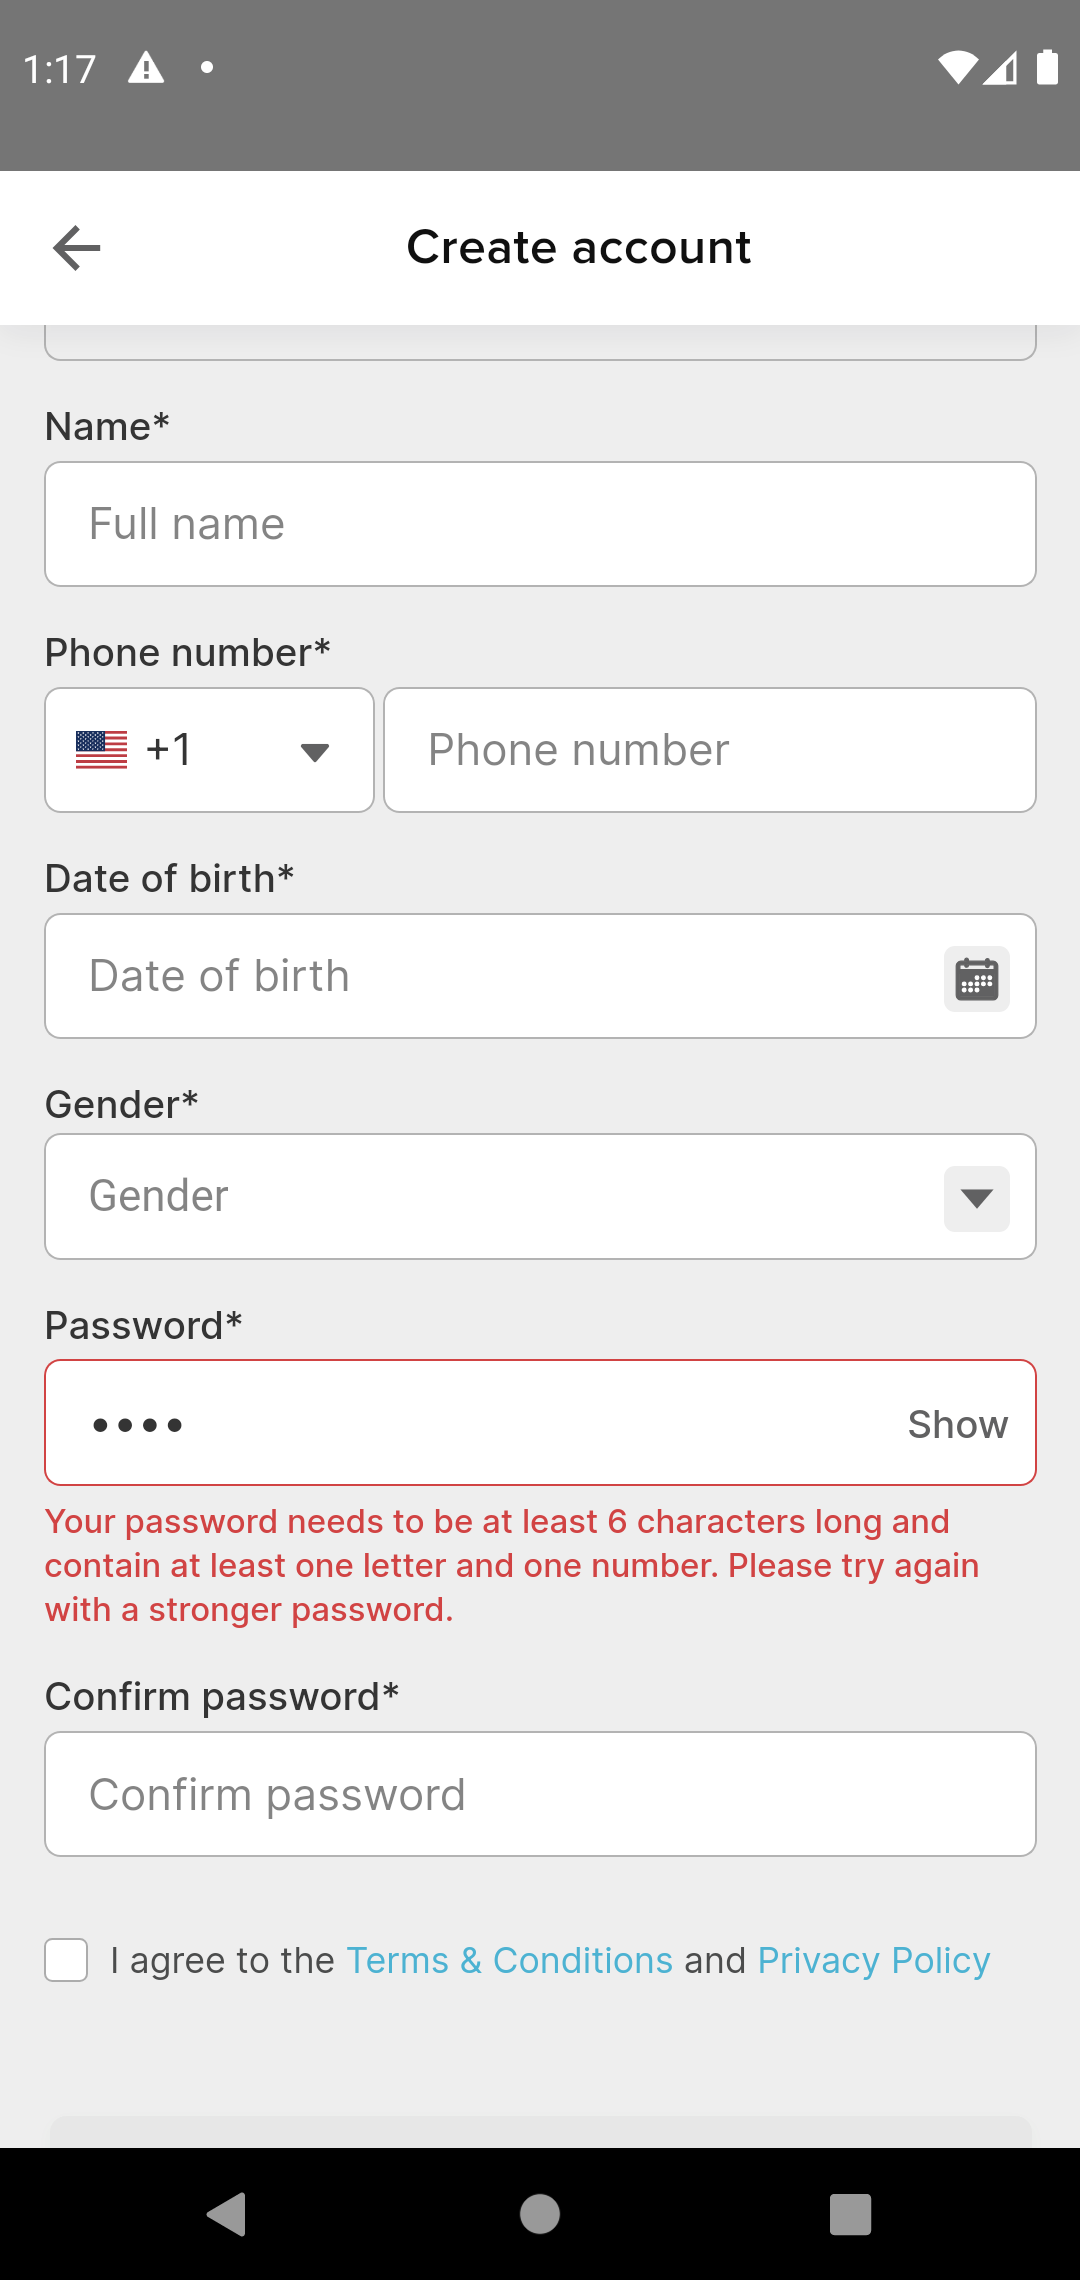 1:17
Create account
Name*
Full name
Phone number*
+1
Phone number
Date of birth*
Date of birth
Gender*
Gender
Password*
••••
Show
Your password needs to be at least 6 characters long and
contain at least one letter and one number. Please try again
with a stronger password.
Confirm password*
Confirm password
I agree to the Terms & Conditions and Privacy Policy